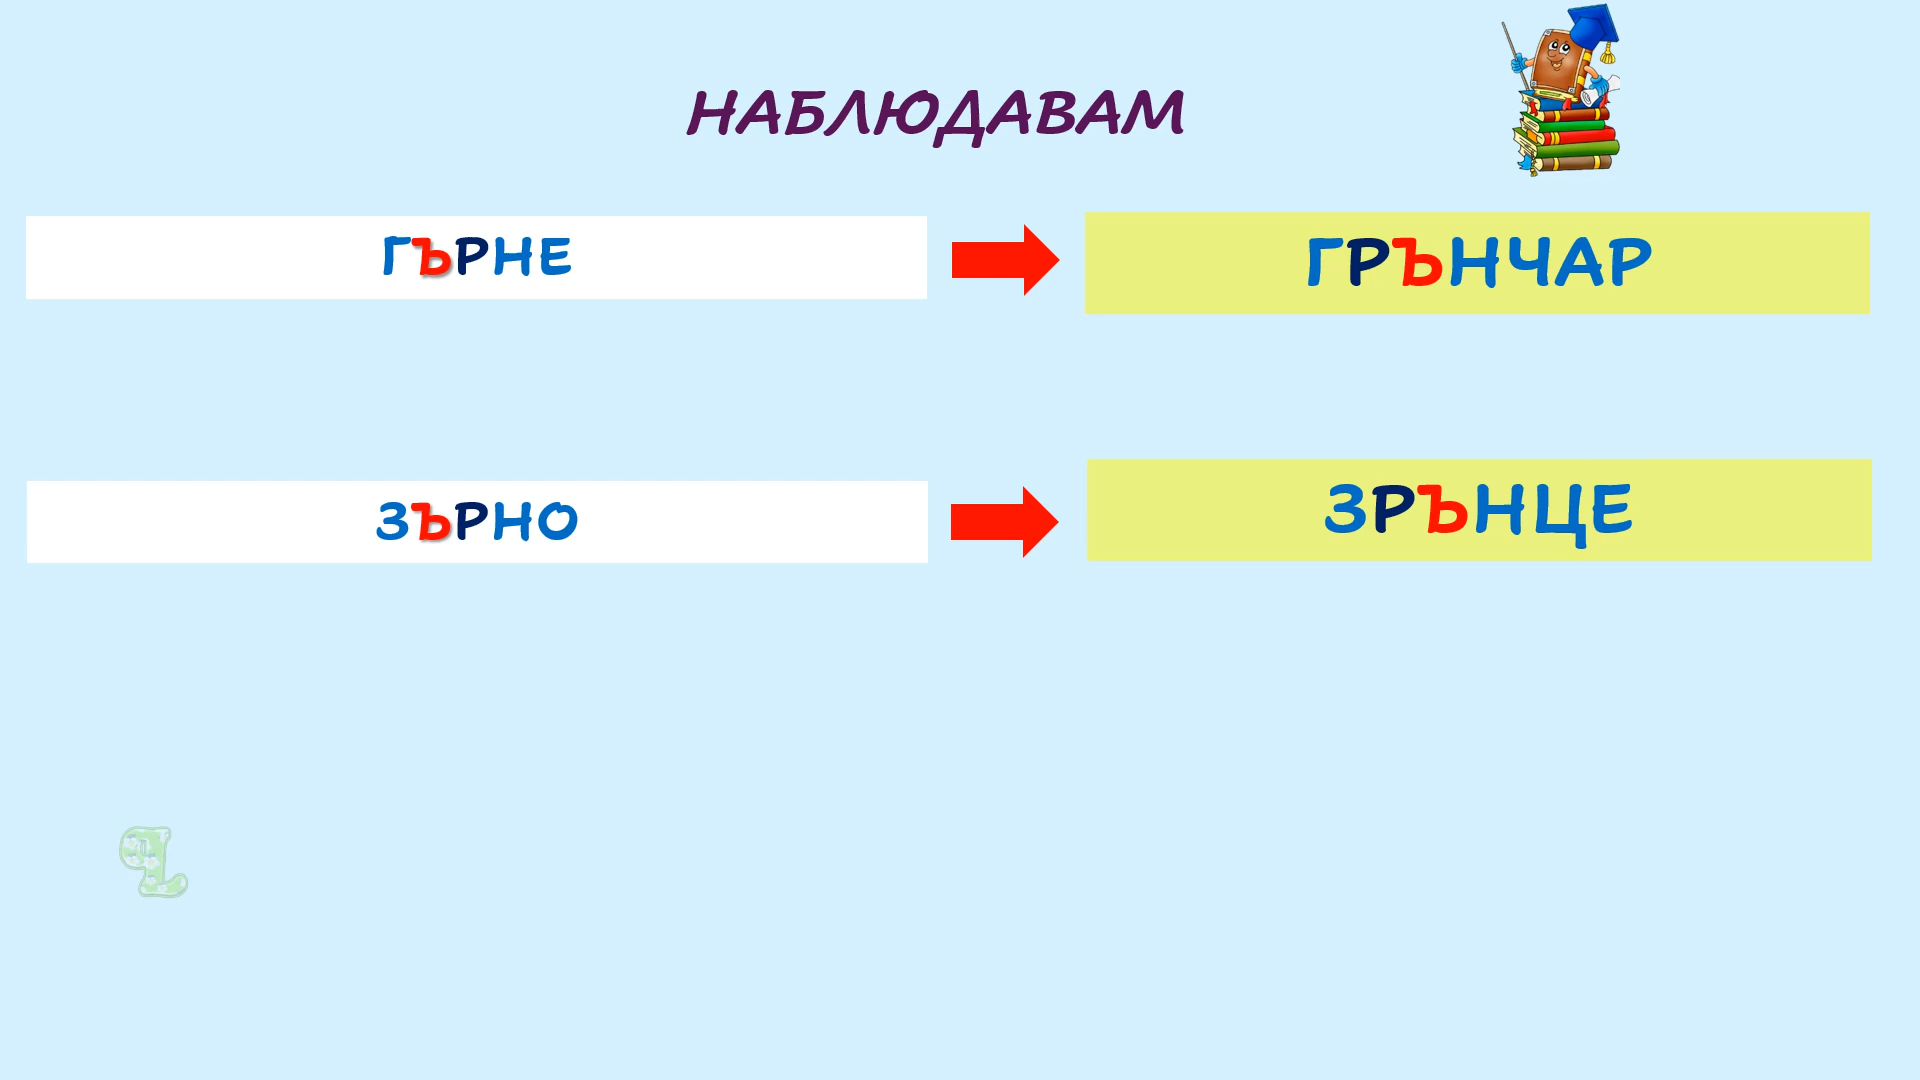 НАБЛЮДАВАМ
ГЪРНЕ ГРЪНЧАР
ЗЪРНО ЗРЪНЦЕ